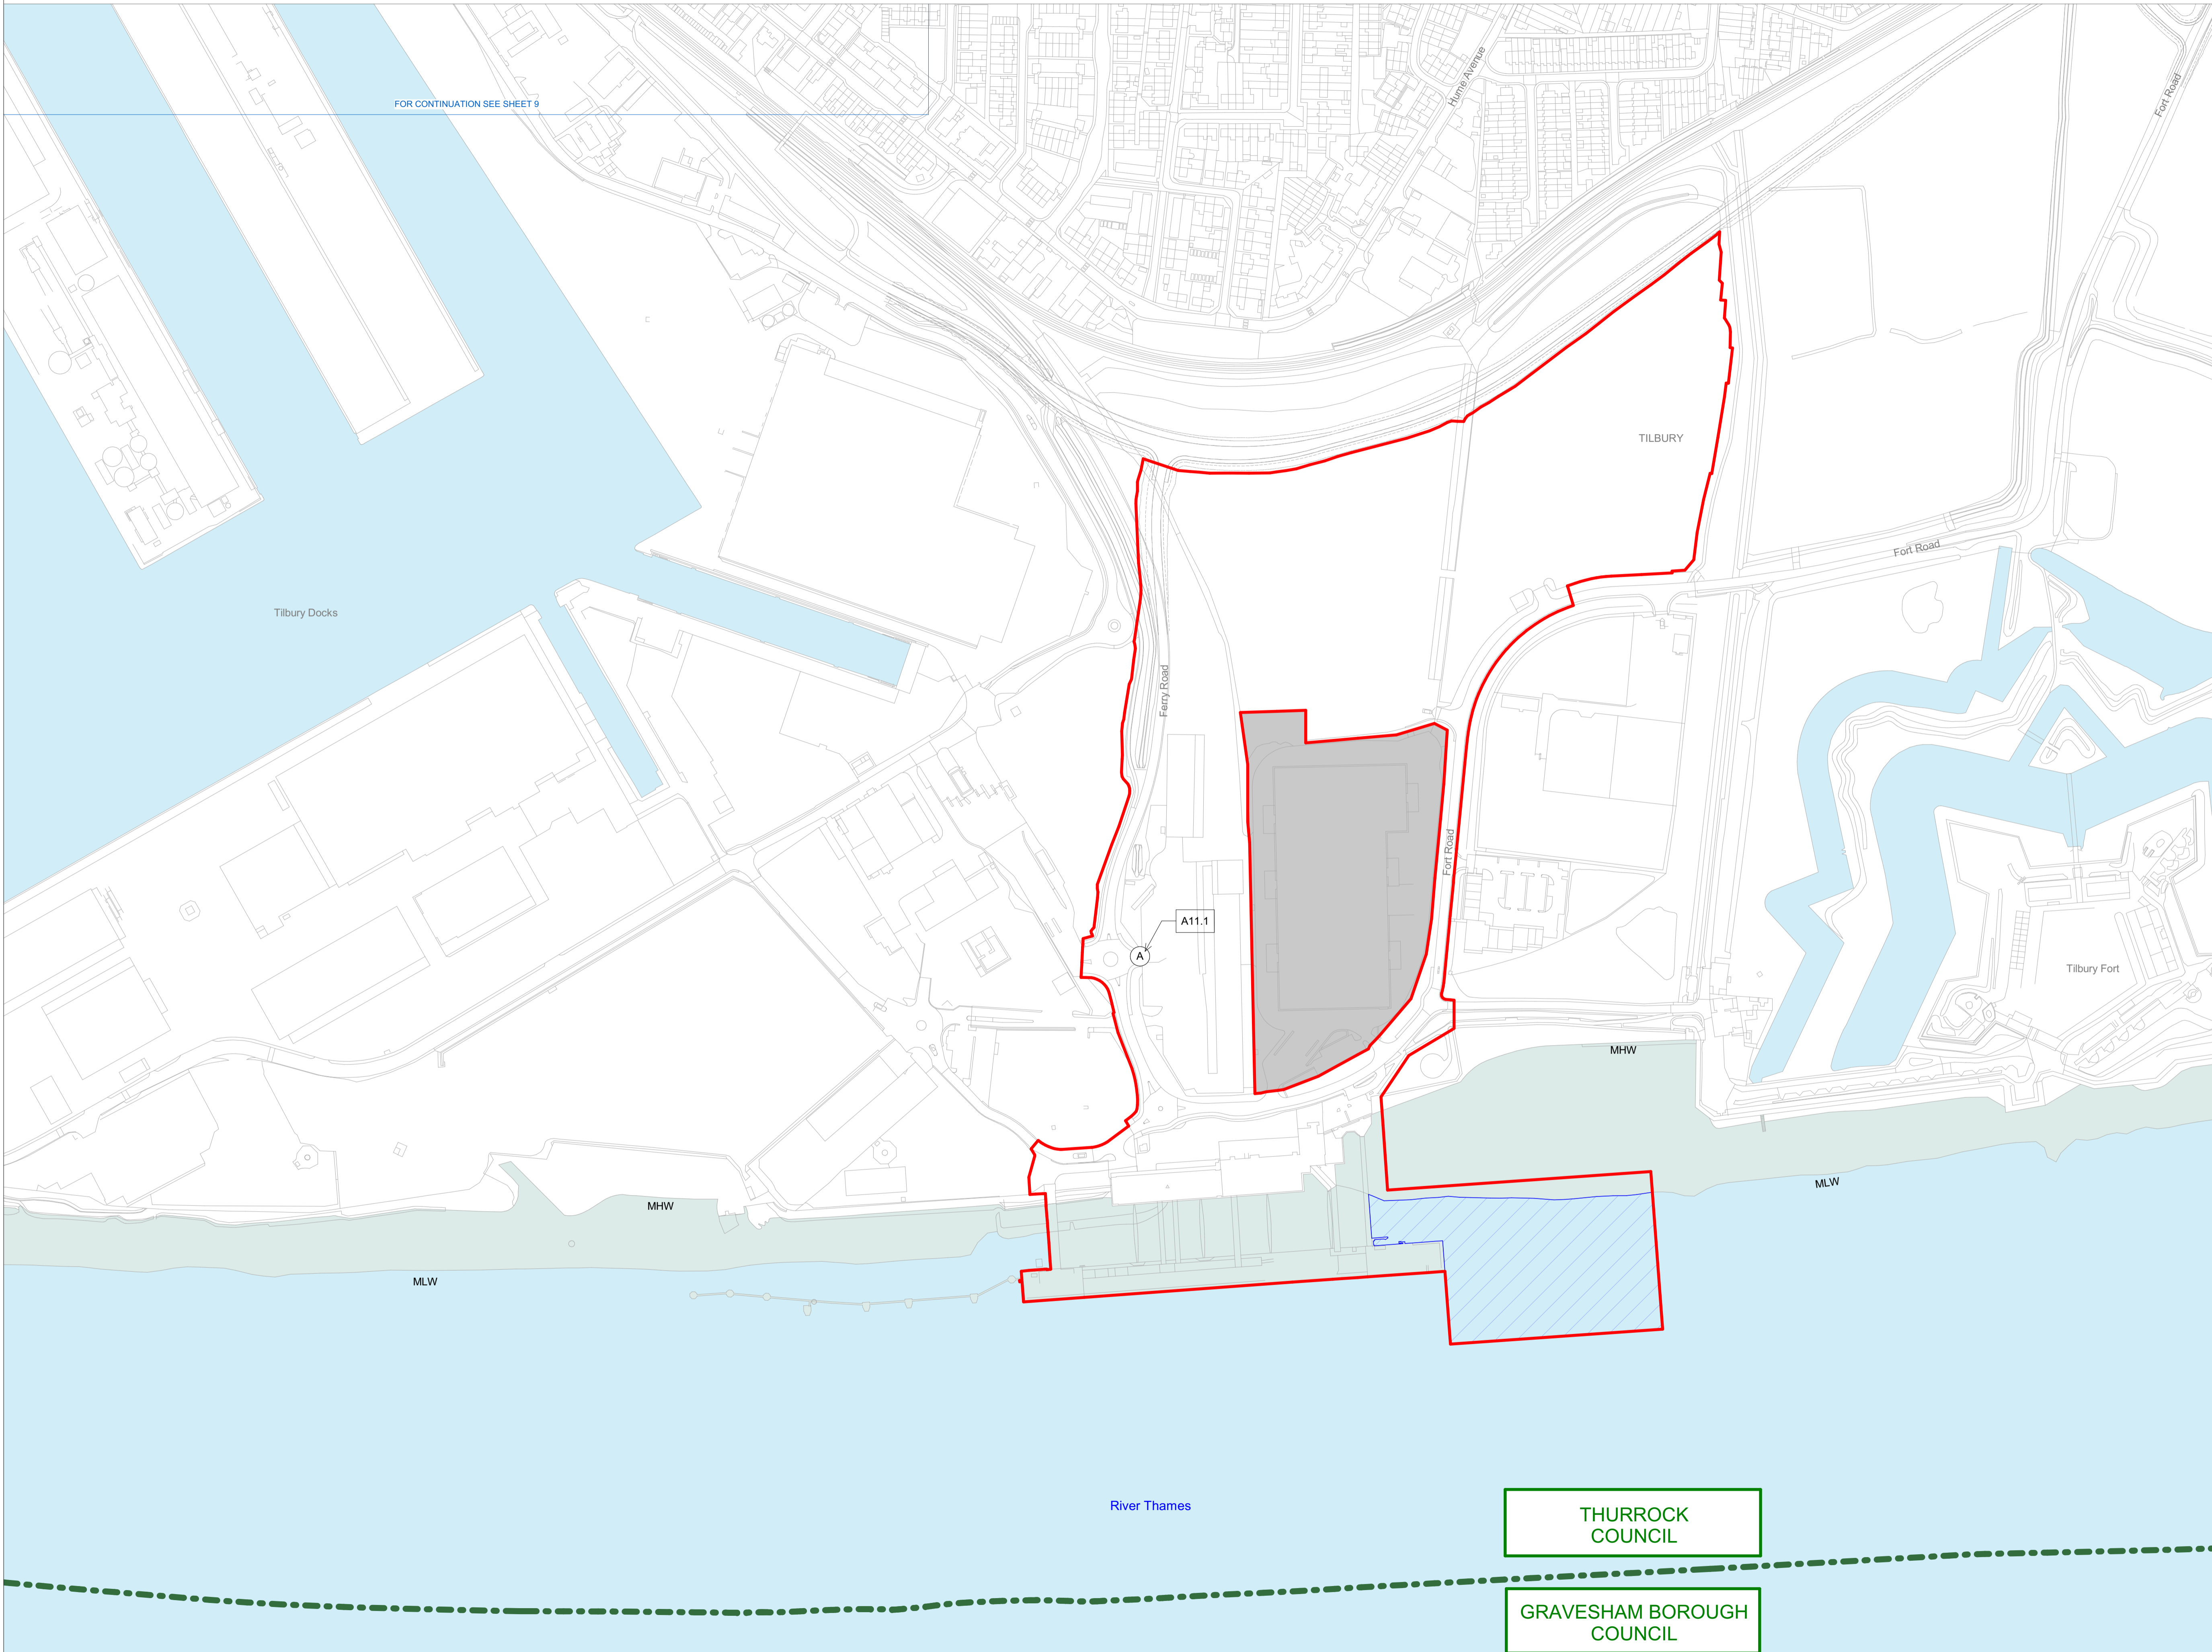 FOR CONTINUATION SEE SHEET 9
Hume Avenue
Fort Road
TILBURY
Fort Road
Tilbury Docks
Ferry Road
Fort Road
A11.1
A
Tilbury Fort
MHW
MLW
MHW
MLW
River Thames
THURROCK
COUNCIL
GRAVESHAM BOROUGH
COUNCIL